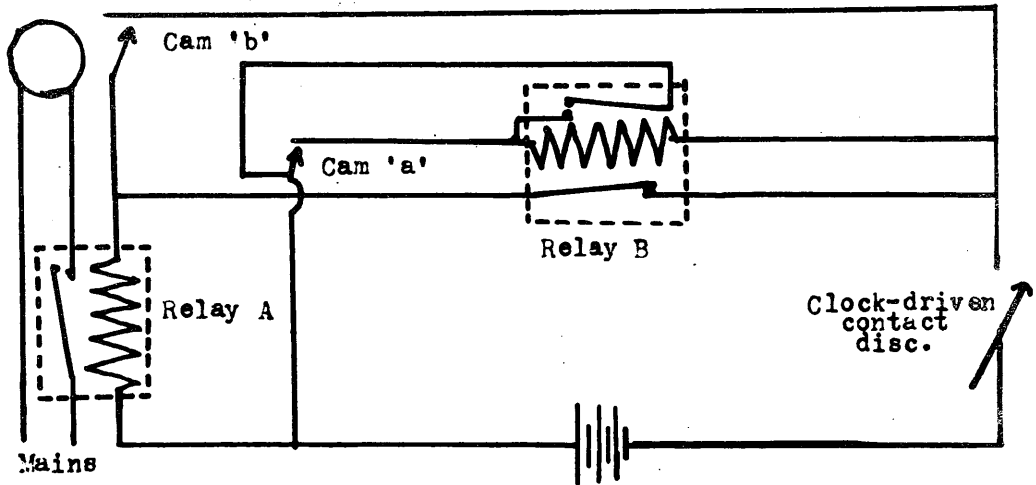 Cam 'b'
Cam 'a'
Relay B
Relay A
Clock-driven
contact
disc.
Mains